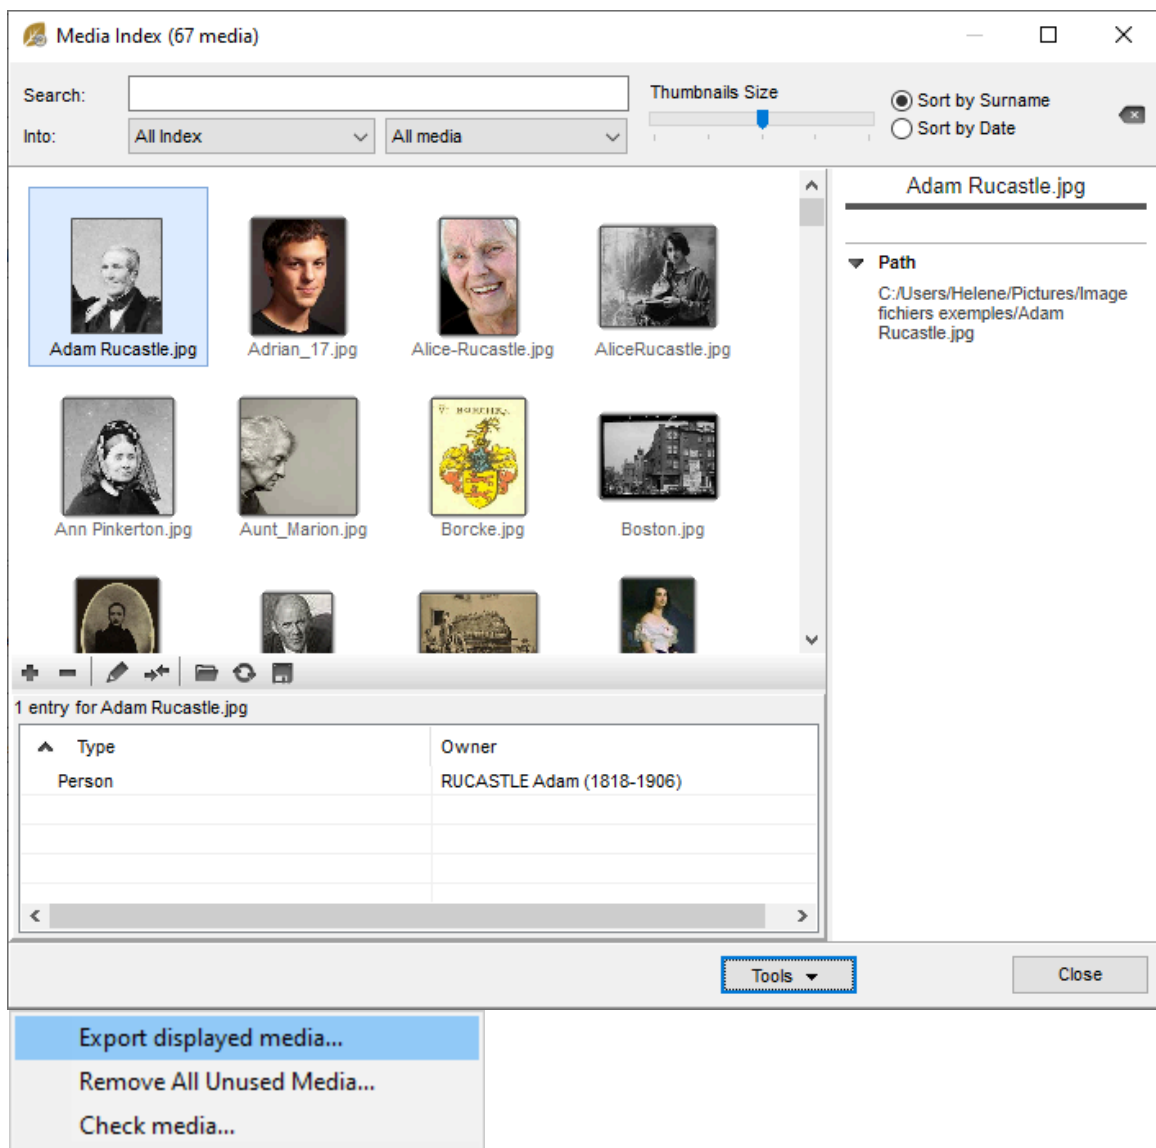 Media Index (67 media)
Search:
Thumbnails Size
Sort by Surname
Into:
All Index
All media
Sort by Date
Adam Rucastle.jpg
Adrian_17.jpg
Alice-Rucastle.jpg
AliceRucastle.jpg
Ann Pinkerton.jpg
Aunt_Marion.jpg
V: BORCHEN
Borcke.jpg
Boston.jpg
Adam Rucastle.jpg
Path
C:/Users/Helene/Pictures/Image
fichiers exemples/Adam
Rucastle.jpg
1 entry for Adam Rucastle.jpg
Type
Owner
Person
RUCASTLE Adam (1818-1906)
Tools
Close
Export displayed media...
Remove All Unused Media...
Check media...